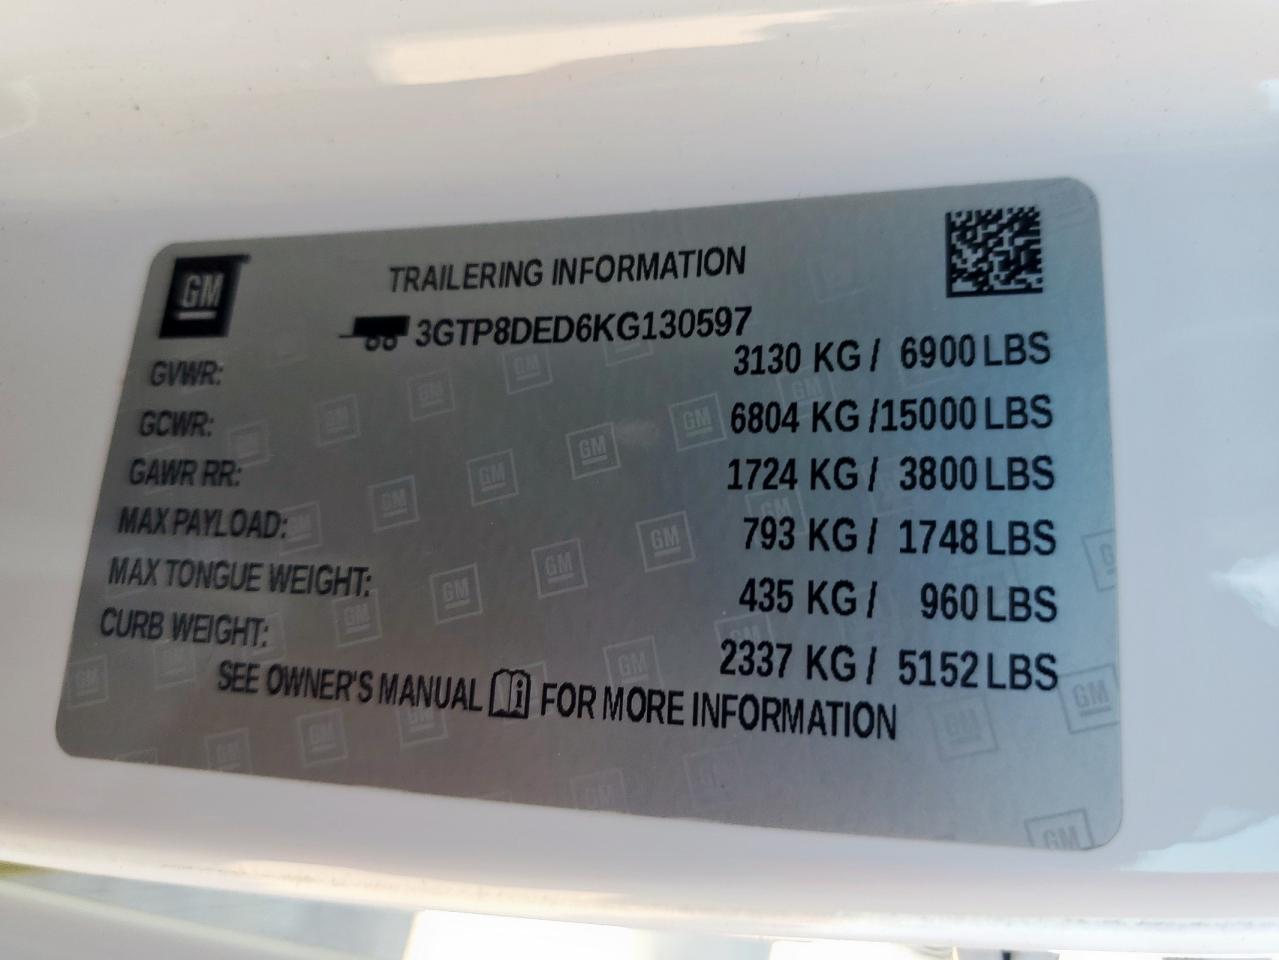 GM
TRAILERING INFORMATION
3GTP8DED6KG130597
GVWR: 3130 KG / 6900 LBS
GCWR: 6804 KG /15000 LBS
GAWR RR: 1724 KG / 3800 LBS
MAX PAYLOAD: 793 KG / 1748 LBS
MAX TONGUE WEIGHT: 435 KG / 960 LBS
CURB WEIGHT: 2337 KG / 5152 LBS
SEE OWNER'S MANUAL FOR MORE INFORMATION